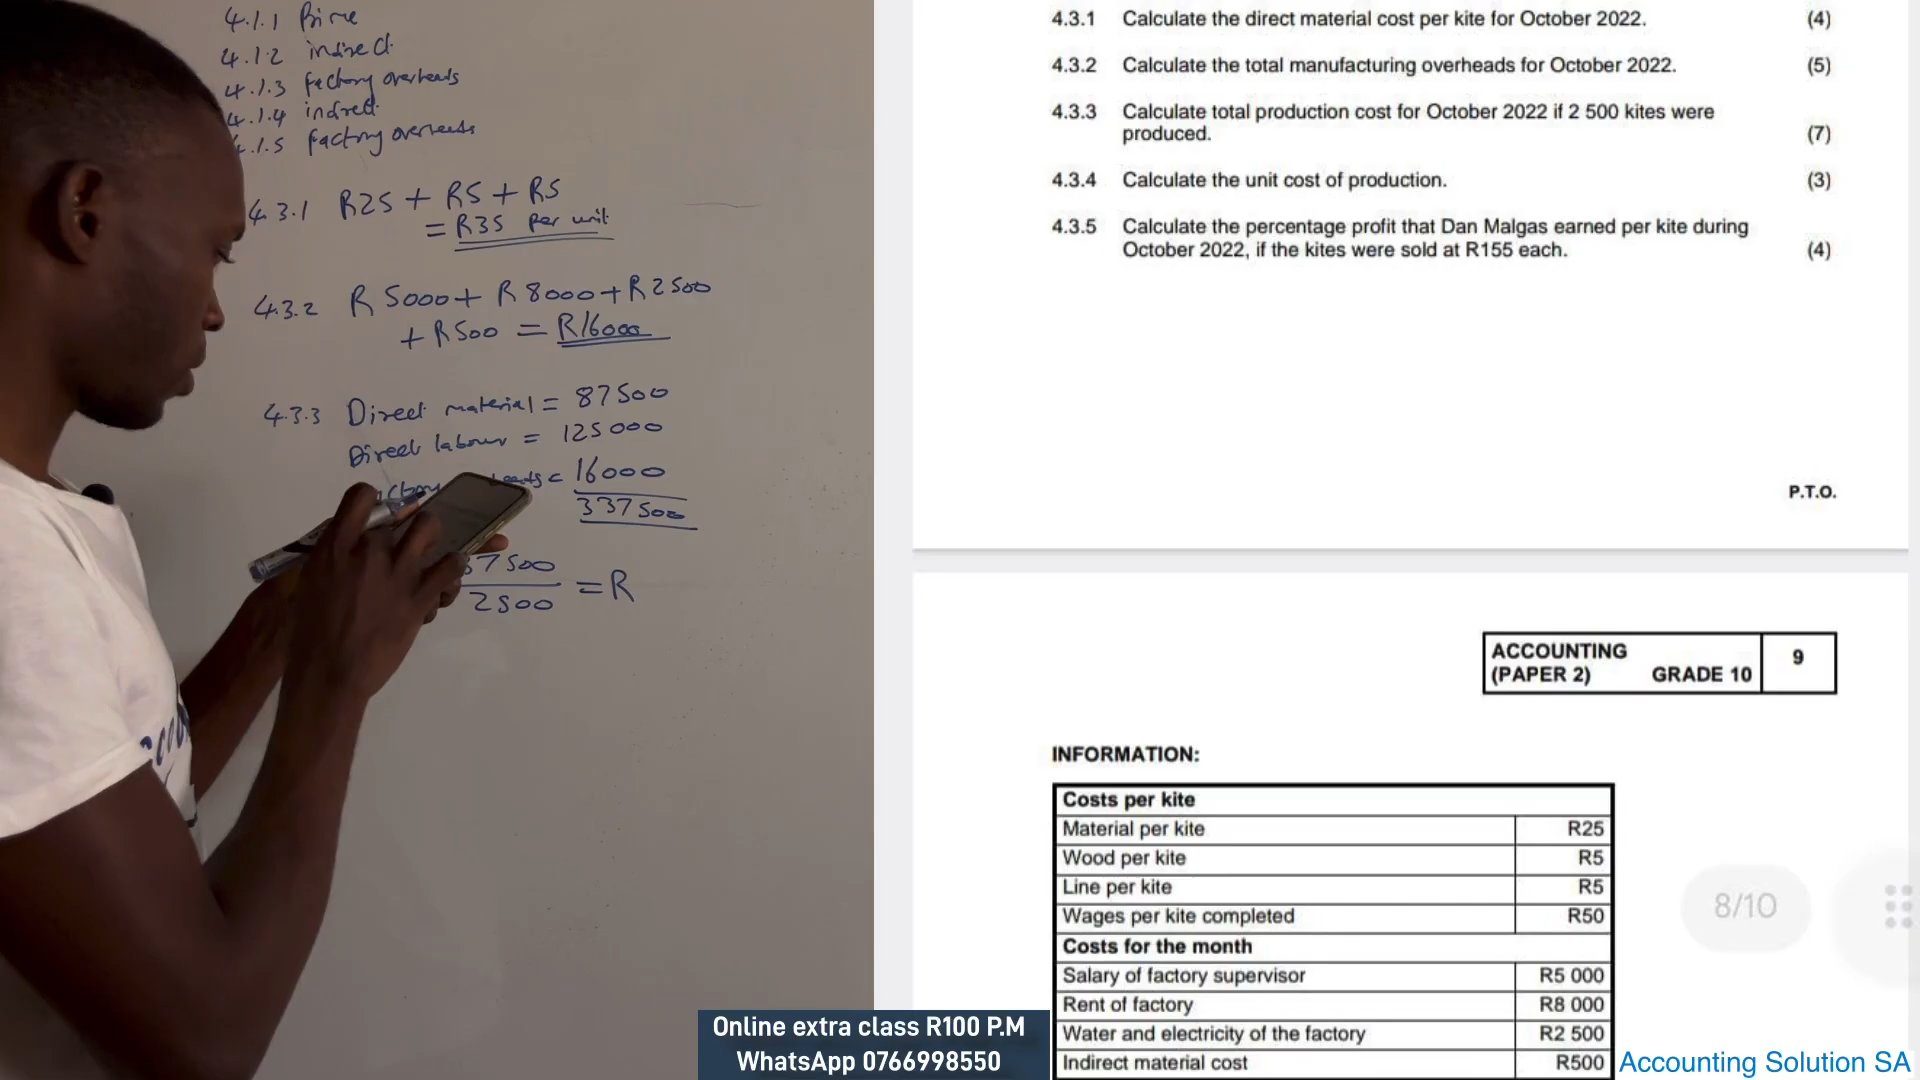 4.1.1 Prime
4.1.2 indirect
4.1.3 factory overheads
4.1.4 indirect
4.1.5 factory overheads
4.3.1 R25 + R5 + R5
= R35 per unit
4.3.2 R 5000 + R 8000 + R 2500
+ R 500 = R16000
4.3.3 Direct material = 87500
Direct labour = 125 000
= 16000
337500
7500
2500
= R
4.3.1 Calculate the direct material cost per kite for October 2022. (4)
4.3.2 Calculate the total manufacturing overheads for October 2022. (5)
4.3.3 Calculate total production cost for October 2022 if 2 500 kites were
produced. (7)
4.3.4 Calculate the unit cost of production. (3)
4.3.5 Calculate the percentage profit that Dan Malgas earned per kite during
October 2022, if the kites were sold at R155 each. (4)
P.T.O.
ACCOUNTING
(PAPER 2) GRADE 10 9
INFORMATION:
Costs per kite
Material per kite R25
Wood per kite R5
Line per kite R5
Wages per kite completed R50
Costs for the month
Salary of factory supervisor R5 000
Rent of factory R8 000
Water and electricity of the factory R2 500
Indirect material cost R500
8/10
Online extra class R100 P.M
WhatsApp 0766998550
Accounting Solution SA